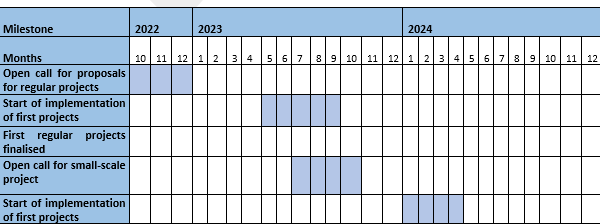 Milestone 2022 2023 2024
Months 10 11 12 1 2 3 4 5 6 7 8 9 10 11 12 1 2 3 4 5 6 7 8 9 10 11 12
Open call for proposals
for regular projects
Start of implementation
of first projects
First regular projects
finalised
Open call for small-scale
project
Start of implementation
of first projects